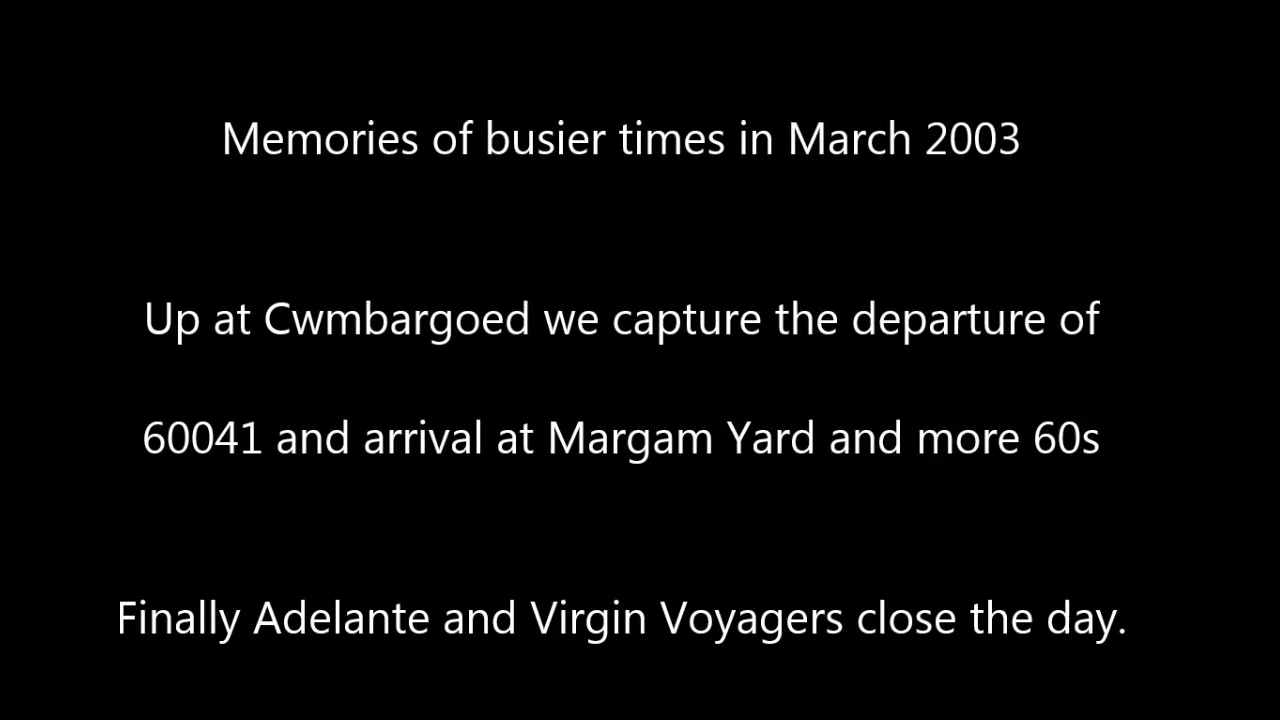 Memories of busier times in March 2003
Up at Cwmbargoed we capture the departure of
60041 and arrival at Margam Yard and more 60s
Finally Adelante and Virgin Voyagers close the day.